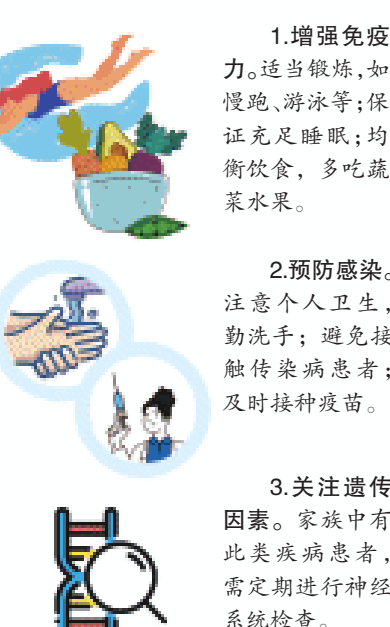 1.增强免疫
力。适当锻炼,如
慢跑、游泳等;保
证充足睡眠;均
衡饮食，多吃蔬
菜水果。
2.预防感染。
注意个人卫生，
勤洗手；避免接
触传染病患者；
及时接种疫苗。
3.关注遗传
因素。家族中有
此类疾病患者，
需定期进行神经
系统检查。